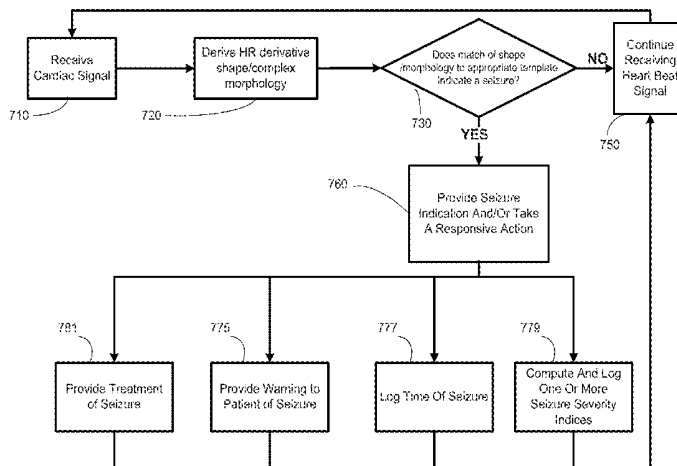 Receive
Cardiac Signal
710
Derive HR derivative
shape/complex
morphology
720
Does match of shape
/morphology to appropriate template
indicate a seizure?
730
NO
YES
Continue
Receiving
Heart Beat
Signal
750
760
Provide Seizure
Indication And/Or Take
A Responsive Action
781
Provide Treatment
of Seizure
775
Provide Warning to
Patient of Seizure
777
Log Time Of Seizure
779
Compute And Log
One Or More
Seizure Severity
Indices